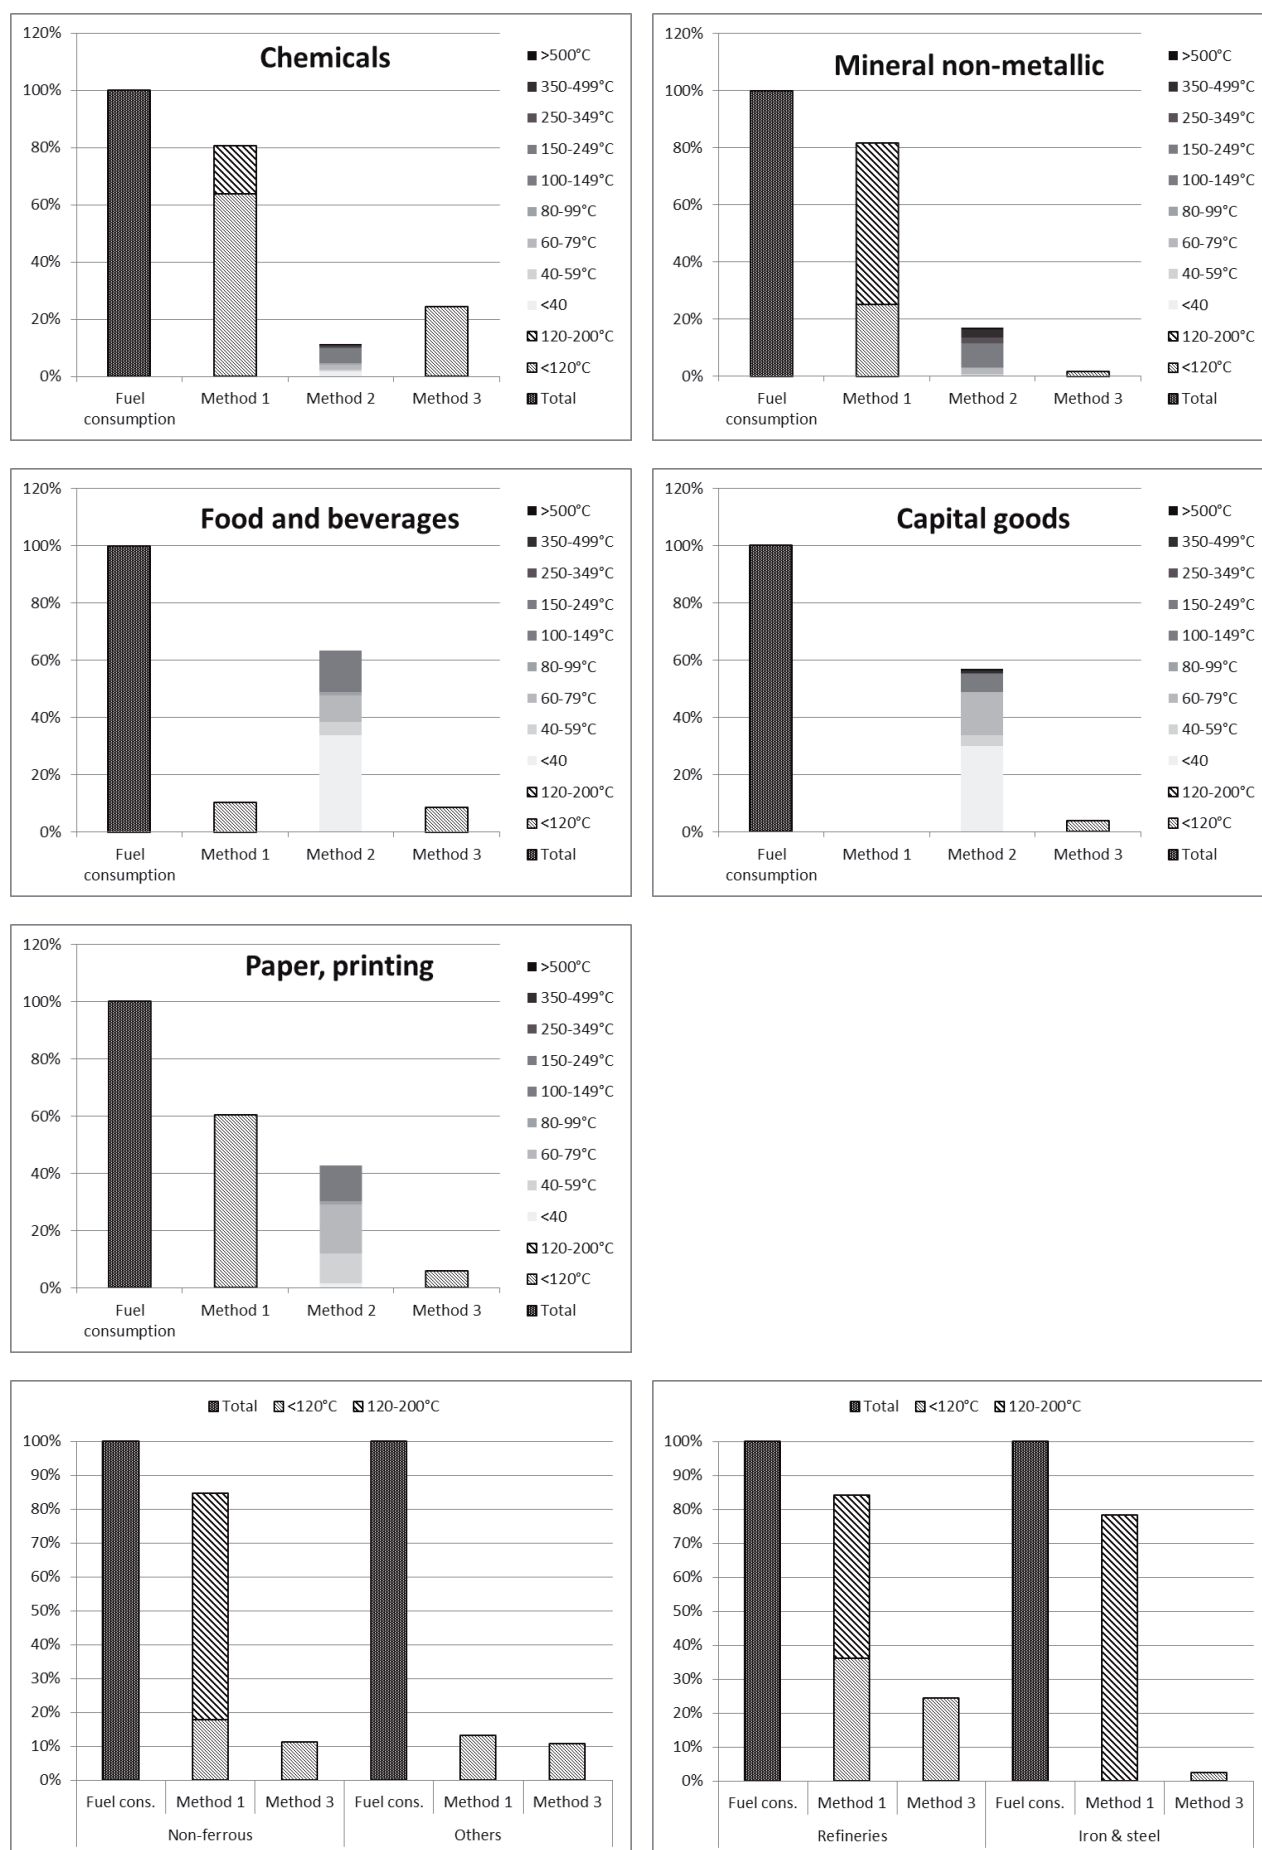 Chemicals
120%
100%
80%
60%
40%
20%
0%
Fuel consumption
Method 1
Method 2
Method 3
>500°C
350-499°C
250-349°C
150-249°C
100-149°C
80-99°C
60-79°C
40-59°C
<40
120-200°C
<120°C
Total
Mineral non-metallic
120%
100%
80%
60%
40%
20%
0%
Fuel consumption
Method 1
Method 2
Method 3
>500°C
350-499°C
250-349°C
150-249°C
100-149°C
80-99°C
60-79°C
40-59°C
<40
120-200°C
<120°C
Total
Food and beverages
120%
100%
80%
60%
40%
20%
0%
Fuel consumption
Method 1
Method 2
Method 3
>500°C
350-499°C
250-349°C
150-249°C
100-149°C
80-99°C
60-79°C
40-59°C
<40
120-200°C
<120°C
Total
Capital goods
120%
100%
80%
60%
40%
20%
0%
Fuel consumption
Method 1
Method 2
Method 3
>500°C
350-499°C
250-349°C
150-249°C
100-149°C
80-99°C
60-79°C
40-59°C
<40
120-200°C
<120°C
Total
Paper, printing
120%
100%
80%
60%
40%
20%
0%
Fuel consumption
Method 1
Method 2
Method 3
>500°C
350-499°C
250-349°C
150-249°C
100-149°C
80-99°C
60-79°C
40-59°C
<40
120-200°C
<120°C
Total
Total <120°C 120-200°C
100%
90%
80%
70%
60%
50%
40%
30%
20%
10%
0%
Fuel cons. Method 1 Method 3 Fuel cons. Method 1 Method 3
Non-ferrous Others
Total <120°C 120-200°C
100%
90%
80%
70%
60%
50%
40%
30%
20%
10%
0%
Fuel cons. Method 1 Method 3 Fuel cons. Method 1 Method 3
Refineries Iron & steel